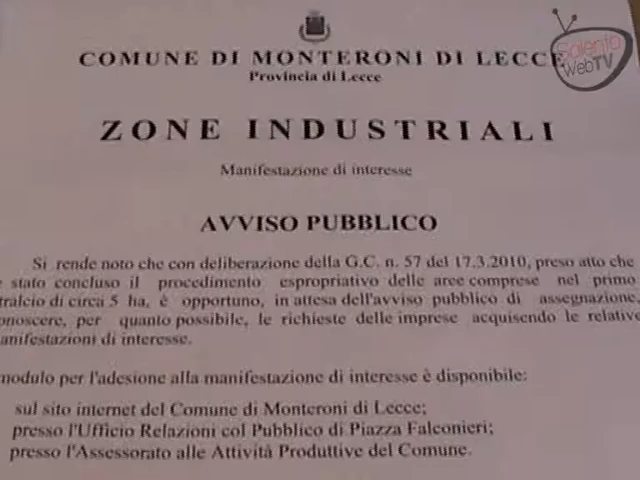 COMUNE DI MONTERONI DI LECCE
Salento
WebTV
Provincia di Lecce
ZONE INDUSTRIALI
Manifestazione di interesse
AVVISO PUBBLICO
Si rende noto che con deliberazione della G.C. n. 57 del 17.3.2010, preso atto che
stato concluso il procedimento espropriativo delle aree comprese nel primo
tralcio di circa 5 ha, è opportuno, in attesa dell'avviso pubblico di assegnazione,
onoscere, per quanto possibile, le richieste delle imprese acquisendo le relative
anifestazioni di interesse.
modulo per l'adesione alla manifestazione di interesse è disponibile:
sul sito internet del Comune di Monteroni di Lecce;
presso l'Ufficio Relazioni col Pubblico di Piazza Falconieri;
presso l'Assessorato alle Attività Produttive del Comune.